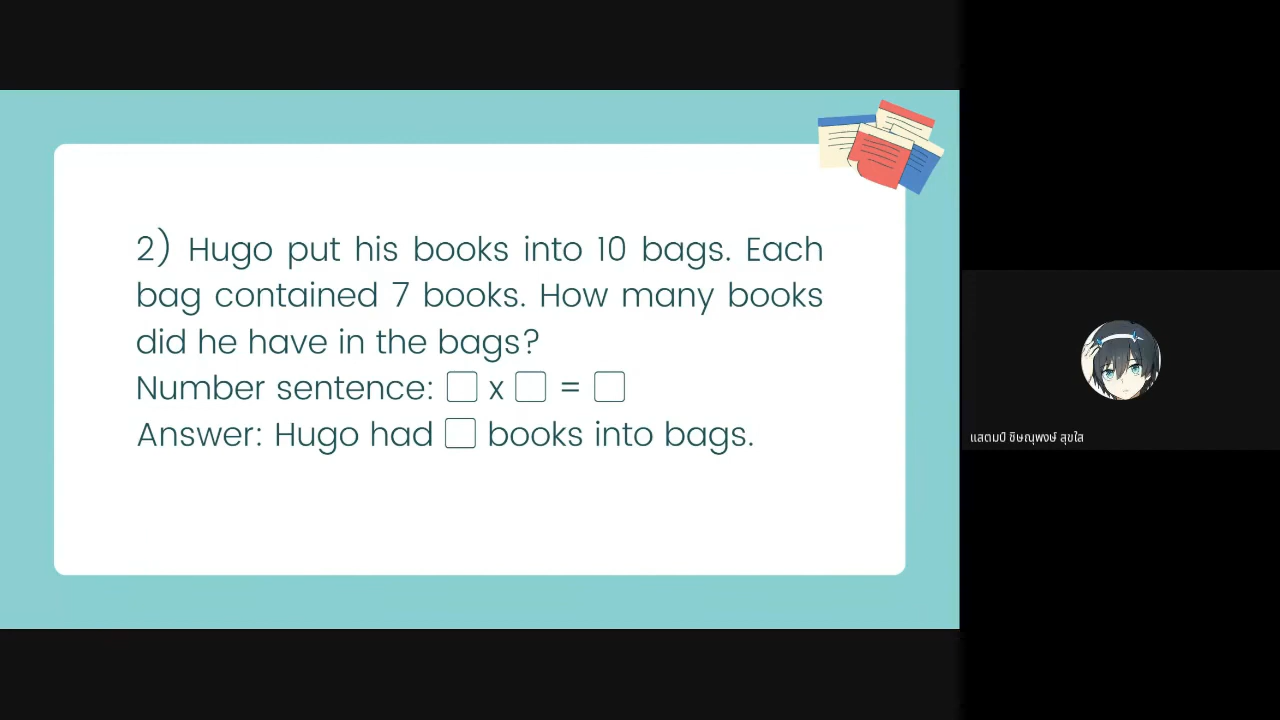 2) Hugo put his books into 10 bags. Each
bag contained 7 books. How many books
did he have in the bags?
Number sentence: □ x □ = □
Answer: Hugo had □ books into bags.
แสตมป์ ชิษณุพงษ์ สุขใส